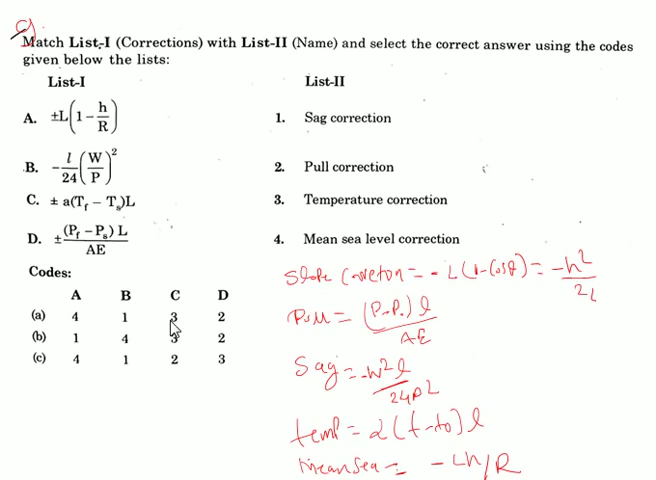 c)
Match List-I (Corrections) with List-II (Name) and select the correct answer using the codes
given below the lists:
List-I List-II
A. ±L(1 - h/R) 1. Sag correction
B. -l/24 (W/P)² 2. Pull correction
C. ± a(Tf – Ts)L 3. Temperature correction
D. ± (Pf – Ps) L / AE 4. Mean sea level correction
Codes:
A B C D
(a) 4 1 3 2
(b) 1 4 3 2
(c) 4 1 2 3
Slope Correction = - L(1-cosθ) = -h²/2L
Pull = (P-P₀) l / AE
Sag = -w²l / 24P²
temp = α(t-t0) l
mean sea = - Lh/R